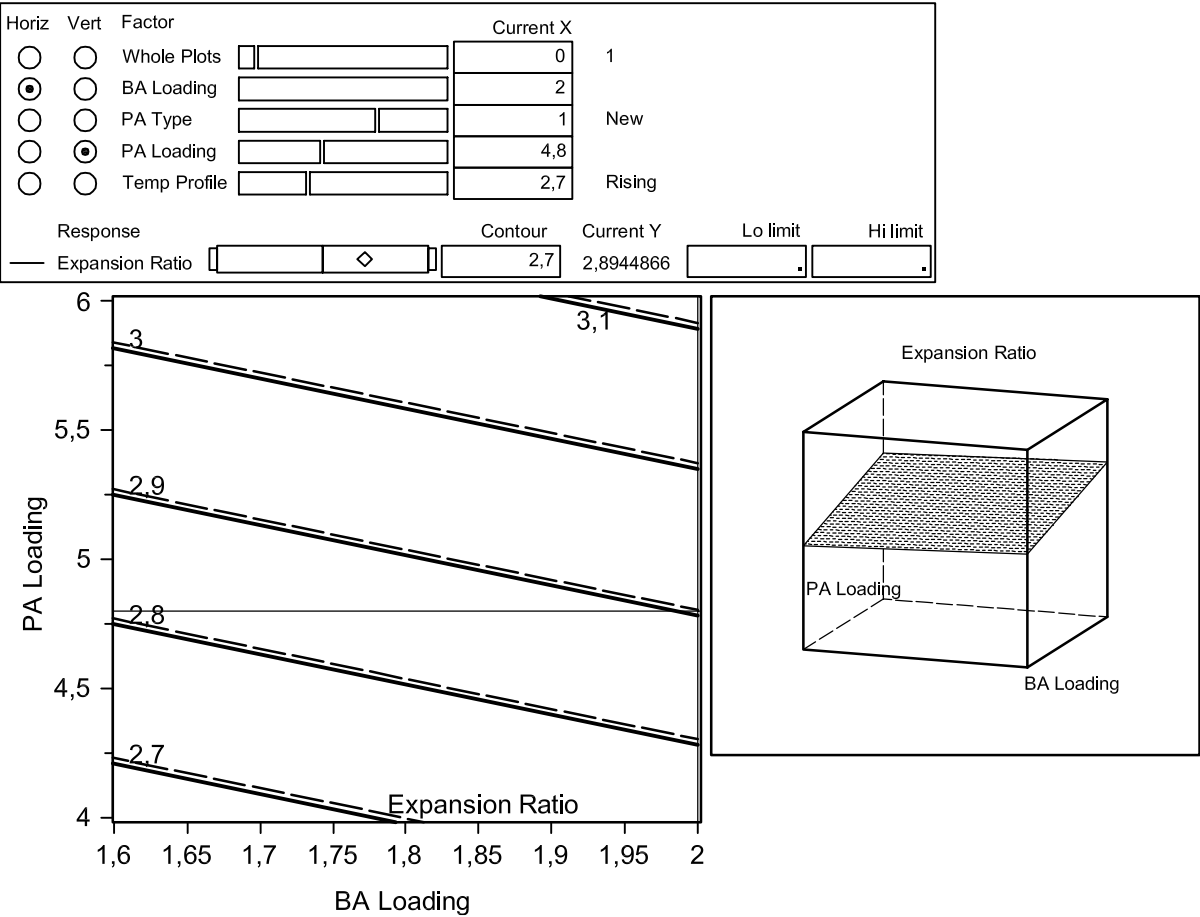 Horiz Vert Factor Current X
Whole Plots 0 1
BA Loading 2
PA Type 1 New
PA Loading 4,8
Temp Profile 2,7 Rising
Response Contour Current Y Lo limit Hi limit
Expansion Ratio 2,7 2,8944866 . .
6
5,5
5
4,5
4
PA Loading
3,1
3
2,9
2,8
2,7
Expansion Ratio
1,6 1,65 1,7 1,75 1,8 1,85 1,9 1,95 2
BA Loading
Expansion Ratio
PA Loading
BA Loading